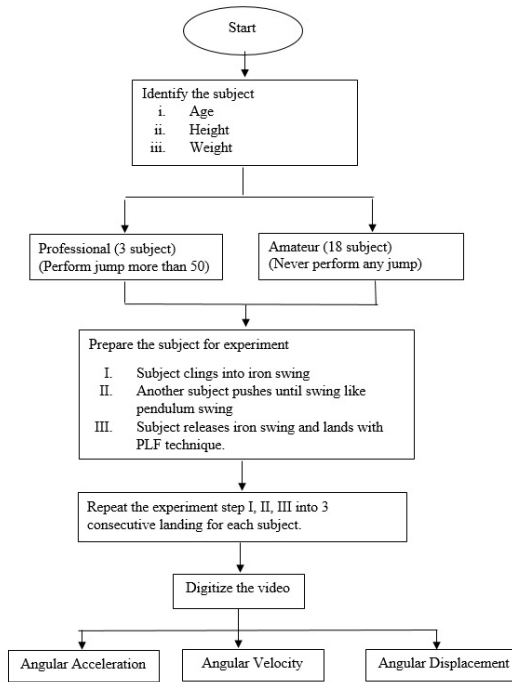 Start
Identify the subject
i. Age
ii. Height
iii. Weight
Professional (3 subject)
(Perform jump more than 50)
Amateur (18 subject)
(Never perform any jump)
Prepare the subject for experiment
I. Subject clings into iron swing
II. Another subject pushes until swing like
pendulum swing
III. Subject releases iron swing and lands with
PLF technique.
Repeat the experiment step I, II, III into 3
consecutive landing for each subject.
Digitize the video
Angular Acceleration
Angular Velocity
Angular Displacement